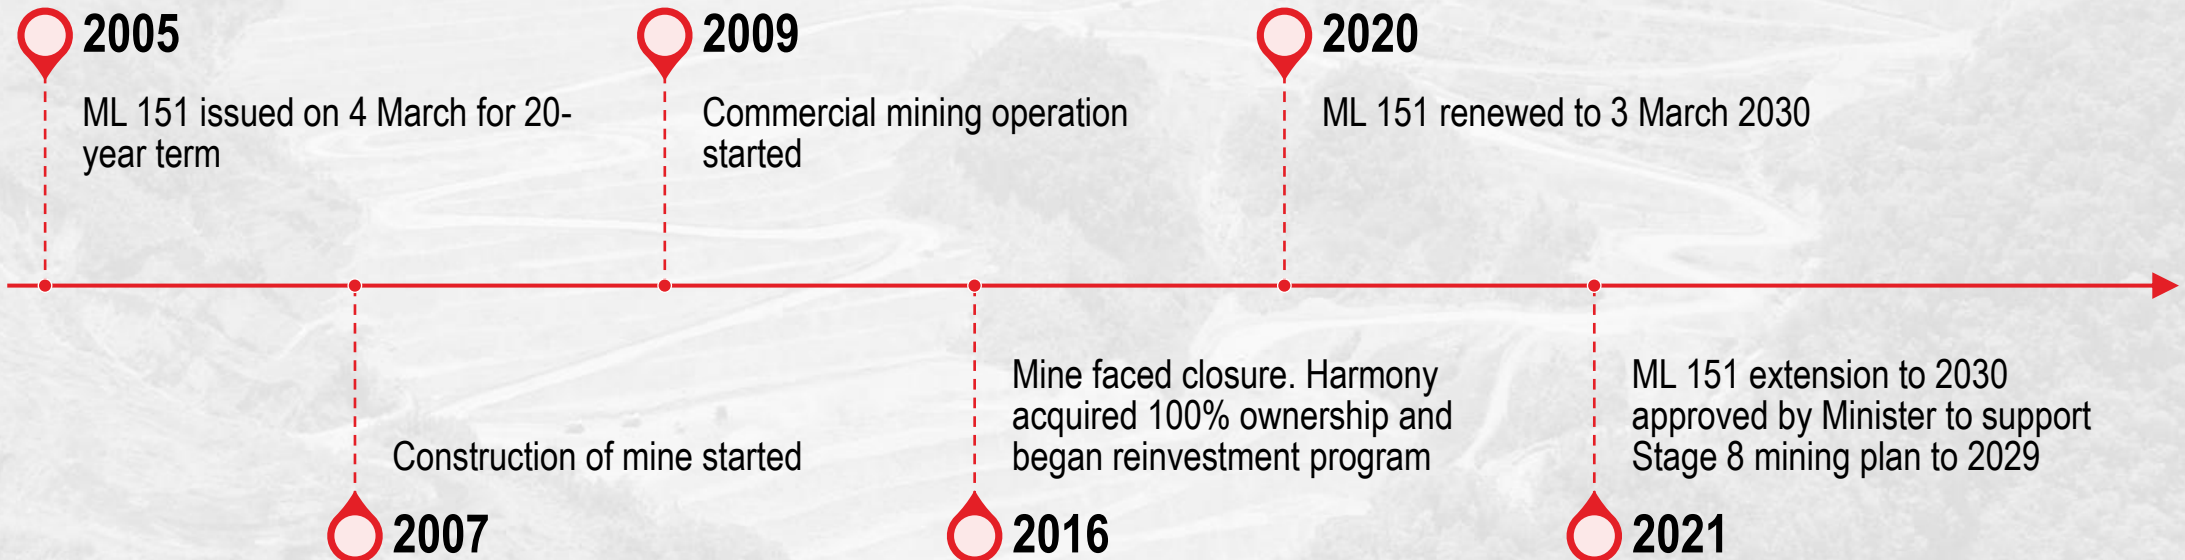 2005
ML 151 issued on 4 March for 20-
year term
2009
Commercial mining operation
started
2020
ML 151 renewed to 3 March 2030
Construction of mine started
2007
Mine faced closure. Harmony
acquired 100% ownership and
began reinvestment program
2016
ML 151 extension to 2030
approved by Minister to support
Stage 8 mining plan to 2029
2021